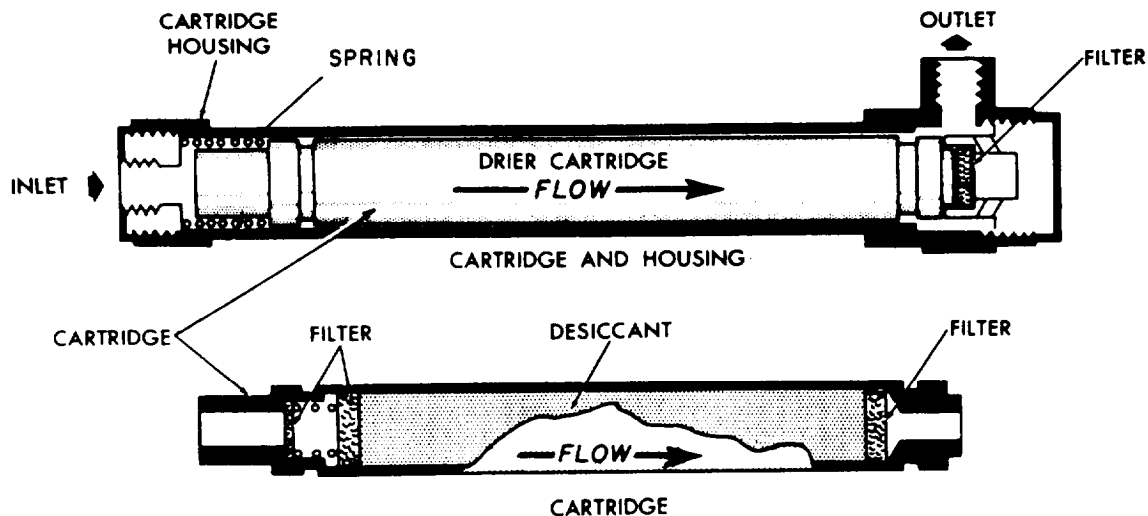 CARTRIDGE
HOUSING
SPRING
OUTLET
FILTER
INLET
DRIER CARTRIDGE
FLOW
CARTRIDGE AND HOUSING
CARTRIDGE
FILTER
DESICCANT
FILTER
FLOW
CARTRIDGE